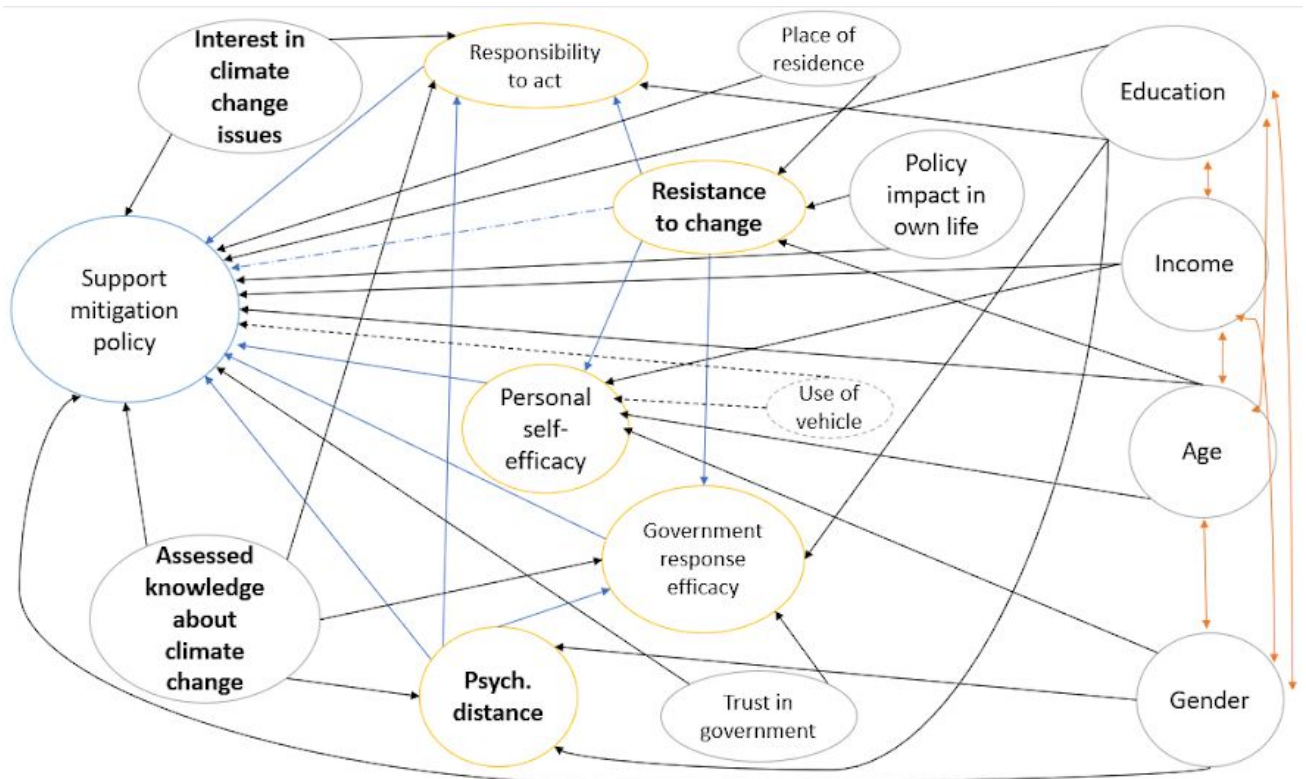 Interest in
climate
change
issues
Responsibility
to act
Place of
residence
Education
Resistance
to change
Policy
impact in
own life
Income
Support
mitigation
policy
Personal
self-
efficacy
Use of
vehicle
Age
Government
response
efficacy
Assessed
knowledge
about
climate
change
Psych.
distance
Trust in
government
Gender